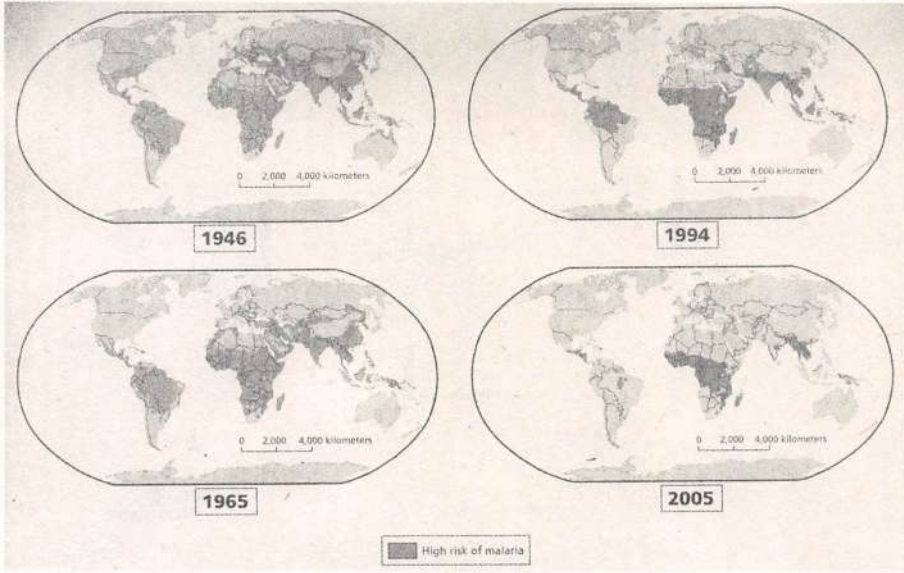 0 2,000 4,000 kilometers
1946
0 2,000 4,000 kilometers
1994
0 2,000 4,000 kilometers
1965
0 2,000 4,000 kilometers
2005
High risk of malaria